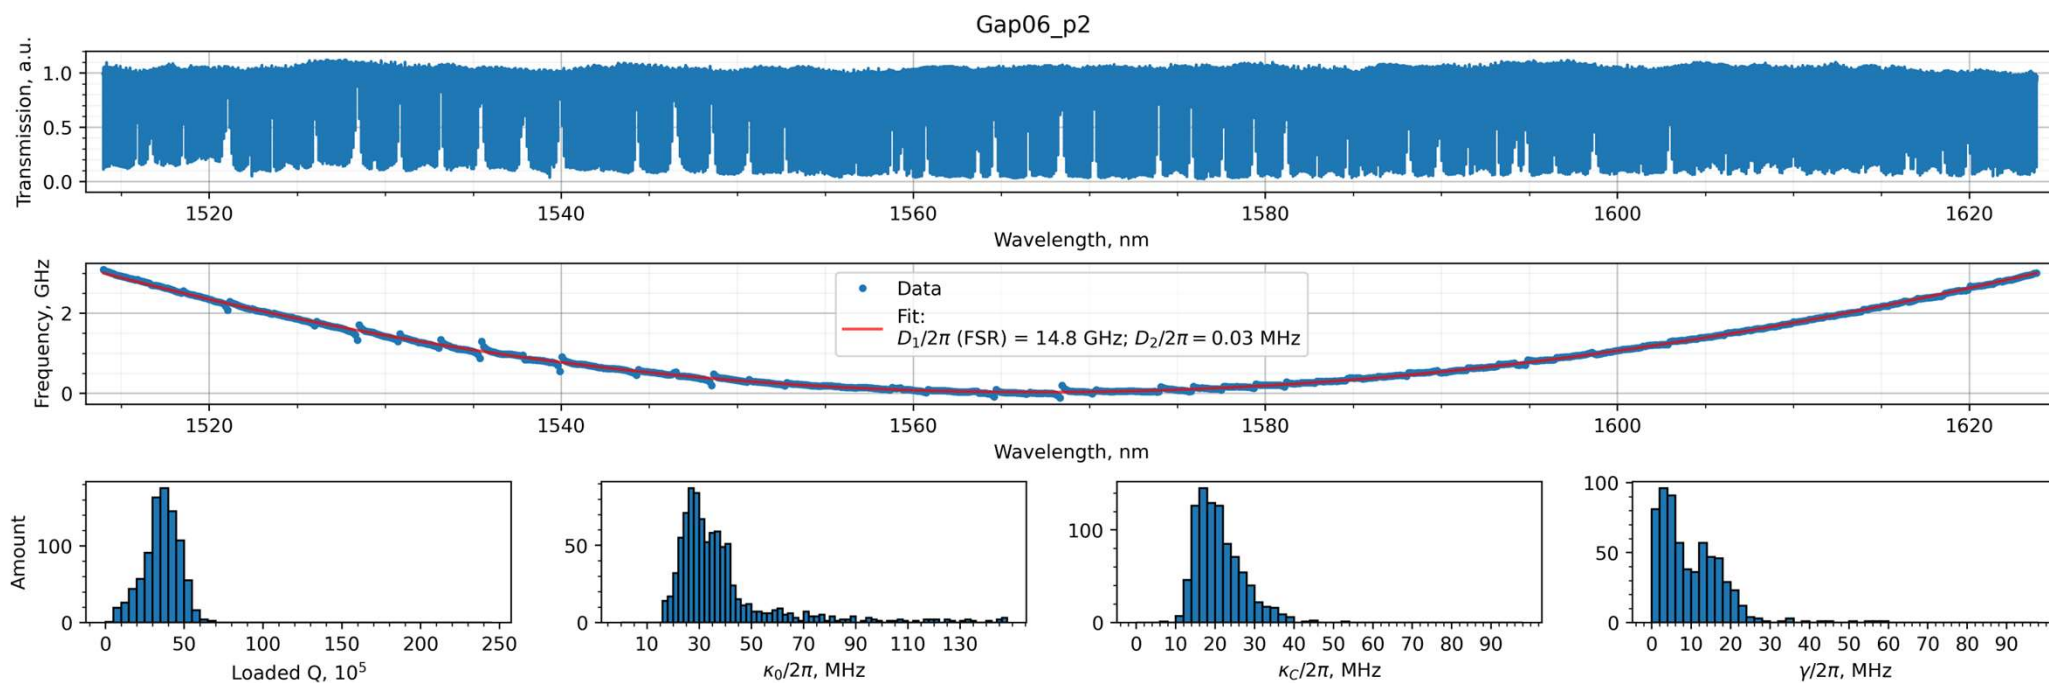 Gap06_p2
Transmission, a.u.
1.0
0.5
0.0
1520 1540 1560 1580 1600 1620
Wavelength, nm
Frequency, GHz
2
0
Data
Fit:
D₁/2π (FSR) = 14.8 GHz; D₂/2π = 0.03 MHz
1520 1540 1560 1580 1600 1620
Wavelength, nm
Amount
100
0
0 50 100 150 200 250
Loaded Q, 10⁵
50
0
10 30 50 70 90 110 130
κ₀/2π, MHz
100
0
0 10 20 30 40 50 60 70 80 90
κ_C/2π, MHz
100
50
0
0 10 20 30 40 50 60 70 80 90
γ/2π, MHz